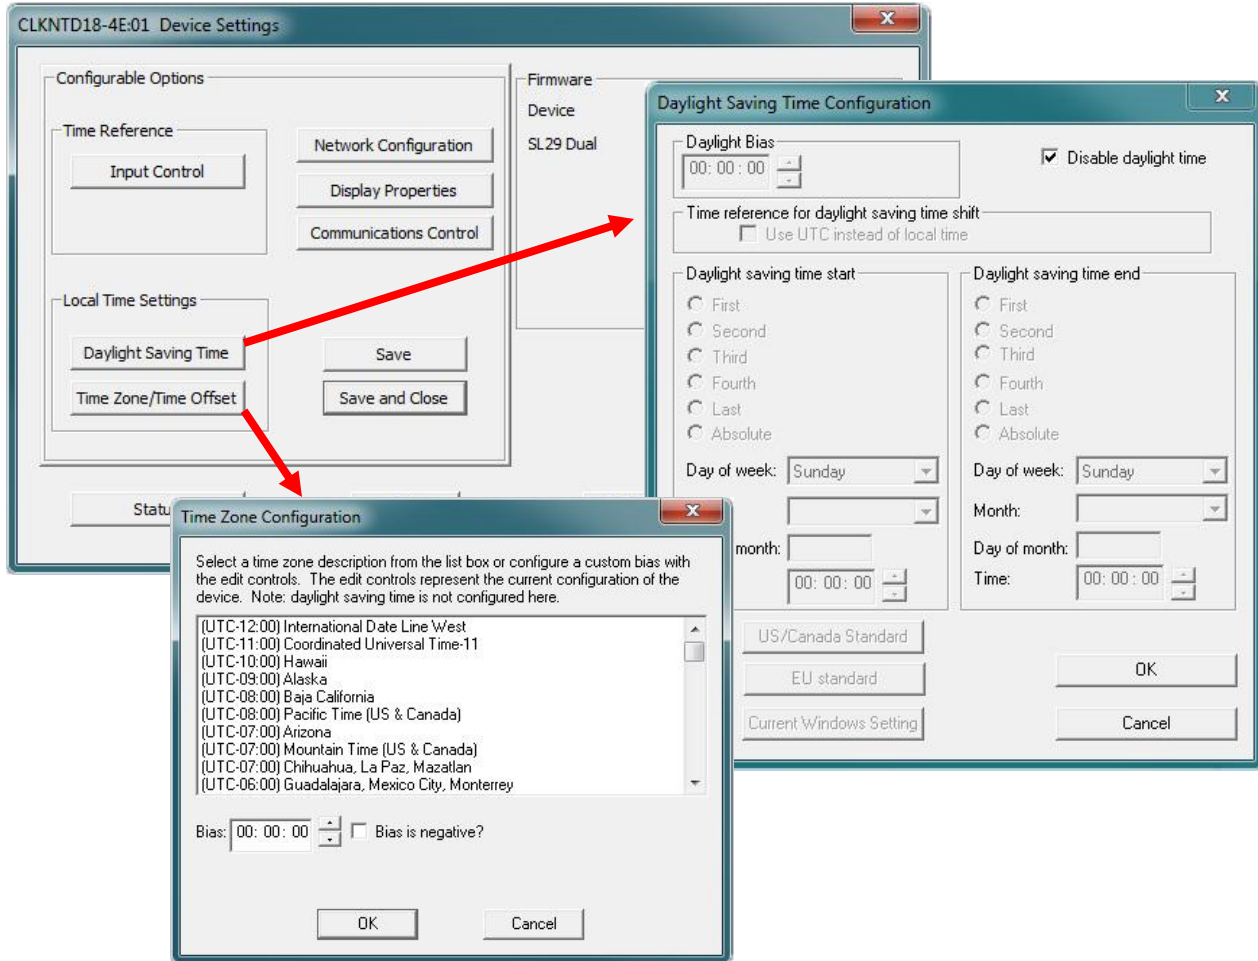 CLKNTD18-4E:01 Device Settings
Configurable Options
Time Reference
Input Control
Network Configuration
Display Properties
Communications Control
Local Time Settings
Daylight Saving Time
Time Zone/Time Offset
Save
Save and Close
Firmware
Device
SL29 Dual
Daylight Saving Time Configuration
Daylight Bias
00: 00 : 00
Disable daylight time
Time reference for daylight saving time shift
Use UTC instead of local time
Daylight saving time start
First
Second
Third
Fourth
Last
Absolute
Day of week: Sunday
month:
00: 00: 00
Daylight saving time end
First
Second
Third
Fourth
Last
Absolute
Day of week: Sunday
Month:
Day of month:
Time: 00: 00 : 00
US/Canada Standard
EU standard
Current Windows Setting
OK
Cancel
Time Zone Configuration
Select a time zone description from the list box or configure a custom bias with
the edit controls. The edit controls represent the current configuration of the
device. Note: daylight saving time is not configured here.
(UTC-12:00) International Date Line West
(UTC-11:00) Coordinated Universal Time-11
(UTC-10:00) Hawaii
(UTC-09:00) Alaska
(UTC-08:00) Baja California
(UTC-08:00) Pacific Time (US & Canada)
(UTC-07:00) Arizona
(UTC-07:00) Mountain Time (US & Canada)
(UTC-07:00) Chihuahua, La Paz, Mazatlan
(UTC-06:00) Guadalajara, Mexico City, Monterrey
Bias: 00: 00: 00 Bias is negative?
OK
Cancel